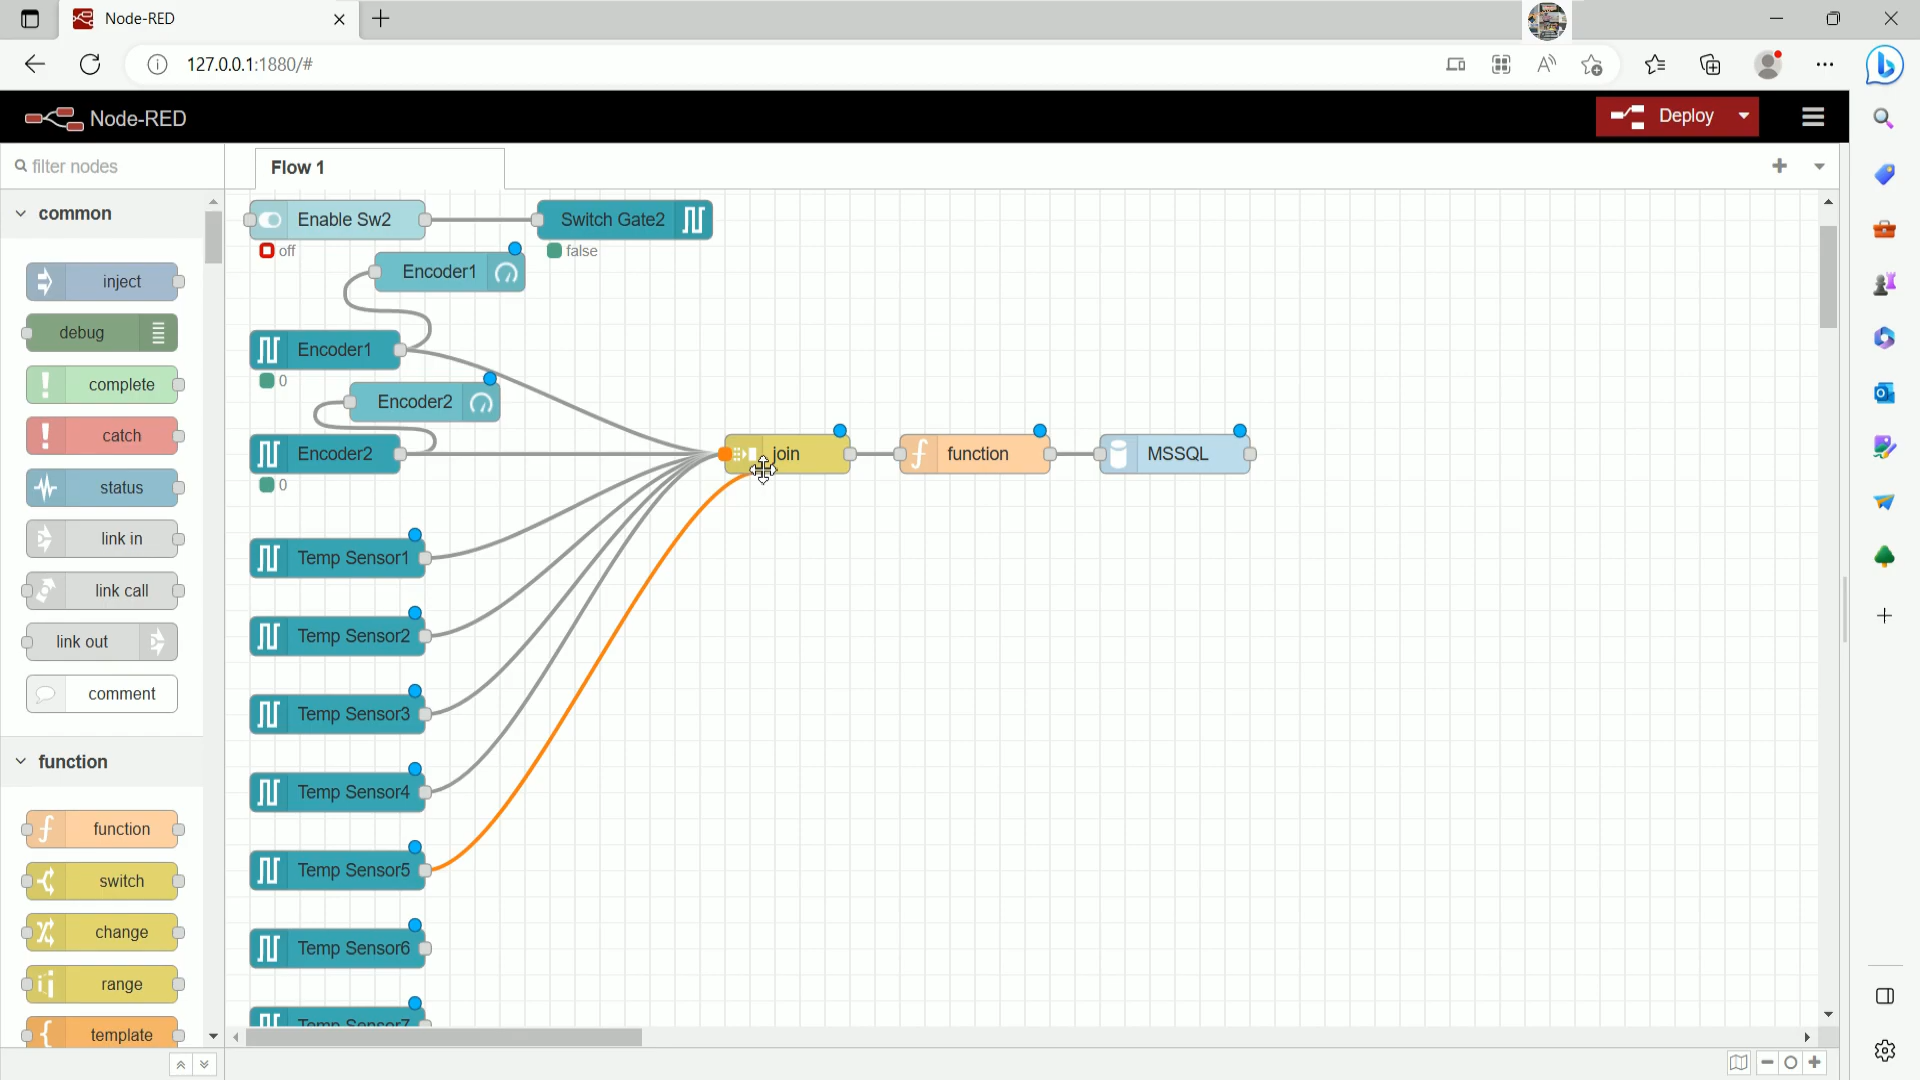 Node-RED
127.0.0.1:1880/#
Node-RED
Deploy
filter nodes
Flow 1
common
inject
debug
complete
catch
status
link in
link call
link out
comment
function
function
switch
change
range
template
Enable Sw2
off
Switch Gate2
false
Encoder1
Encoder1
0
Encoder2
Encoder2
0
join
function
MSSQL
Temp Sensor1
Temp Sensor2
Temp Sensor3
Temp Sensor4
Temp Sensor5
Temp Sensor6
Temp Sensor7